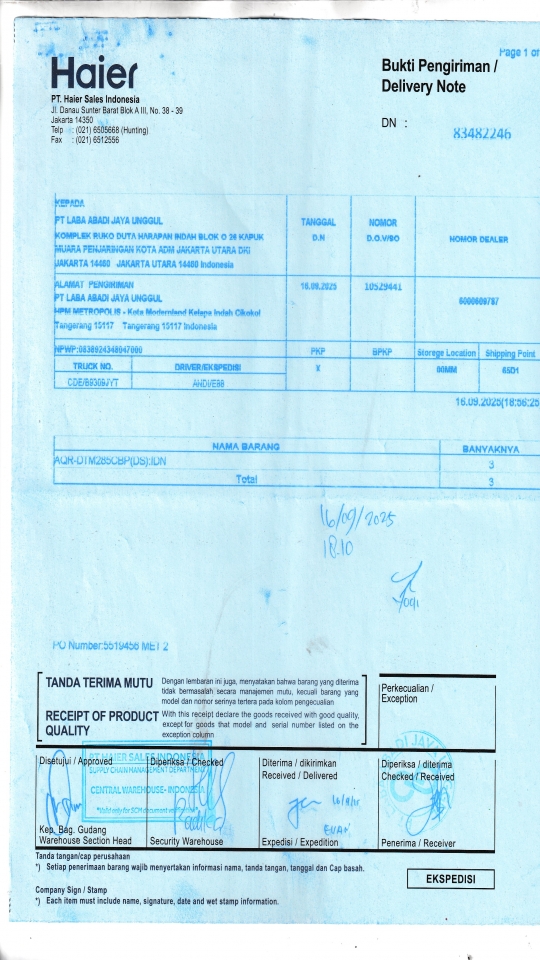 Page 1 of
Haier
Bukti Pengiriman /
Delivery Note
PT. Haier Sales Indonesia
Jl. Danau Sunter Barat Blok A III, No. 38 - 39
Jakarta 14350
Telp : (021) 6505668 (Hunting)
Fax : (021) 6512556
DN : 83482246
KEPADA
PT LABA ABADI JAYA UNGGUL
KOMPLEK RUKO DUTA HARAPAN INDAH BLOK O 26 KAPUK
MUARA PENJARINGAN KOTA ADM JAKARTA UTARA DKI
JAKARTA 14460 JAKARTA UTARA 14460 Indonesia
TANGGAL D.N
NOMOR D.O.V/SO
NOMOR DEALER
ALAMAT PENGIRIMAN
PT LABA ABADI JAYA UNGGUL
HPM METROPOLIS - Kota Modernland Kelapa Indah Cikokol
Tangerang 15117 Tangerang 15117 Indonesia
16.09.2025
10529441
NPWP:
PKP BPKP Storege Location Shipping Point
TRUCK NO. DRIVER/EKSPEDISI X 00MM 65D1
16.09.2025(18:56:25
NAMA BARANG BANYAKNYA
AQR-DTM285CBP(DS):IDN 3
Total 3
16/09/2025
18.10
Yogi
PO Number:5519456 MET 2
TANDA TERIMA MUTU
Dengan lembaran ini juga, menyatakan bahwa barang yang diterima
tidak bermasalah secara manajemen mutu, kecuali barang yang
model dan nomor serinya tertera pada kolom pengecualian
RECEIPT OF PRODUCT
QUALITY
With this receipt declare the goods received with good quality,
except for goods that model and serial number listed on the
exception column
Perkecualian /
Exception
Disetujui / Approved
Diperiksa / Checked
Diterima / dikirimkan
Received / Delivered
Diperiksa / diterima
Checked / Received
PT HAIER SALES INDONESIA
SUPPLY CHAIN MANAGEMENT DEPARTMENT
CENTRAL WAREHOUSE- INDONESIA
Kep. Bag. Gudang
Warehouse Section Head
Security Warehouse
Expedisi / Expedition
Penerima / Receiver
Tanda tangan/cap perusahaan
*) Setiap penerimaan barang wajib menyertakan informasi nama, tanda tangan, tanggal dan Cap basah.
EKSPEDISI
Company Sign / Stamp
*) Each item must include name, signature, date and wet stamp information.